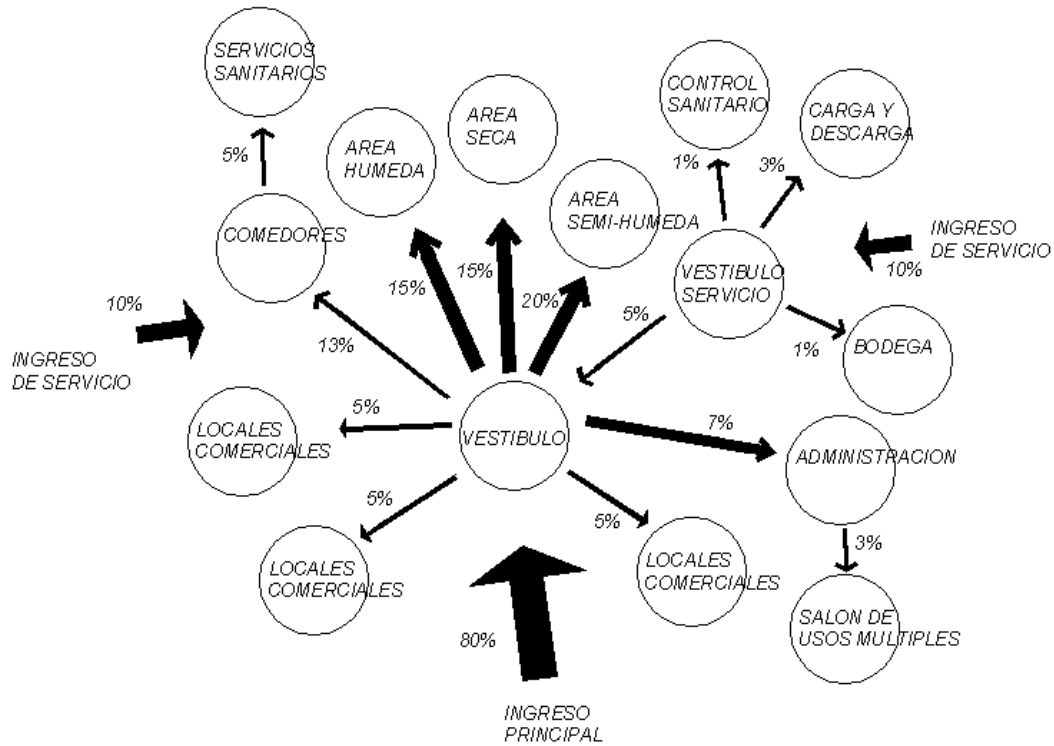 SERVICIOS
SANITARIOS
5%
AREA
HUMEDA
AREA
SECA
CONTROL
SANITARIO
CARGA Y
DESCARGA
1%
3%
AREA
SEMI-HUMEDA
COMEDORES
INGRESO
DE SERVICIO
10%
VESTIBULO
SERVICIO
15%
15%
20%
10%
INGRESO
DE SERVICIO
13%
5%
1%
BODEGA
5%
LOCALES
COMERCIALES
VESTIBULO
7%
ADMINISTRACION
5%
5%
LOCALES
COMERCIALES
LOCALES
COMERCIALES
3%
SALON DE
USOS MULTIPLES
80%
INGRESO
PRINCIPAL